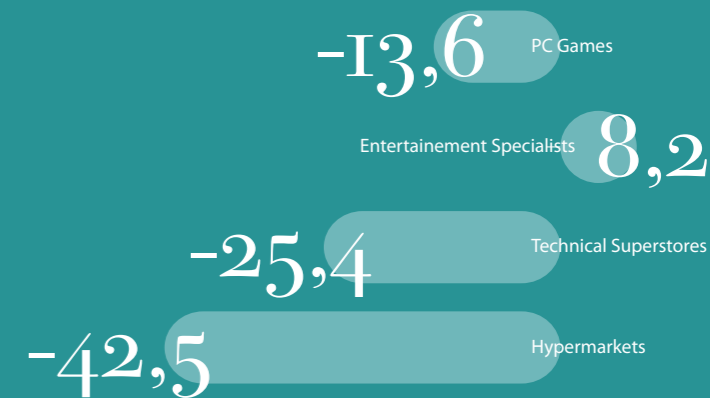 -13,6 PC Games
Entertainement Specialists 8,2
-25,4 Technical Superstores
-42,5 Hypermarkets